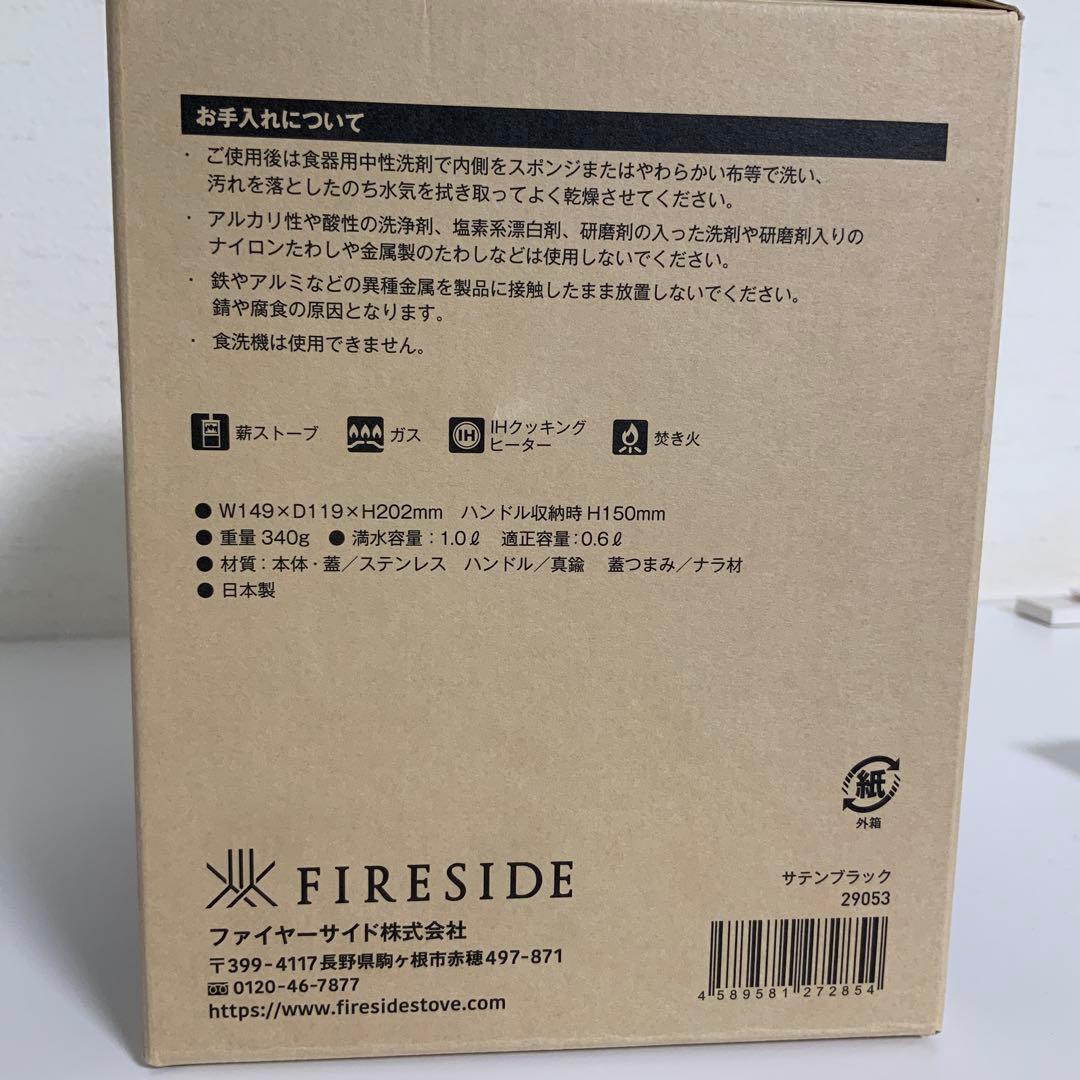 お手入れについて
・ ご使用後は食器用中性洗剤で内側をスポンジまたはやわらかい布等で洗い、
汚れを落としたのち水気を拭き取ってよく乾燥させてください。
・ アルカリ性や酸性の洗浄剤、塩素系漂白剤、研磨剤の入った洗剤や研磨剤入りの
ナイロンたわしや金属製のたわしなどは使用しないでください。
・ 鉄やアルミなどの異種金属を製品に接触したまま放置しないでください。
錆や腐食の原因となります。
・ 食洗機は使用できません。
薪ストーブ ガス IH IHクッキング 焚き火
ヒーター
● W149×D119×H202mm ハンドル収納時 H150mm
● 重量 340g ● 満水容量：1.0ℓ 適正容量：0.6ℓ
● 材質：本体・蓋／ステンレス ハンドル／真鍮 蓋つまみ／ナラ材
● 日本製
紙
外箱
FIRESIDE
サテンブラック
29053
ファイヤーサイド株式会社
〒399-4117 長野県駒ヶ根市赤穂497-871
0120-46-7877
https://www.firesidestove.com
4 589581 272854